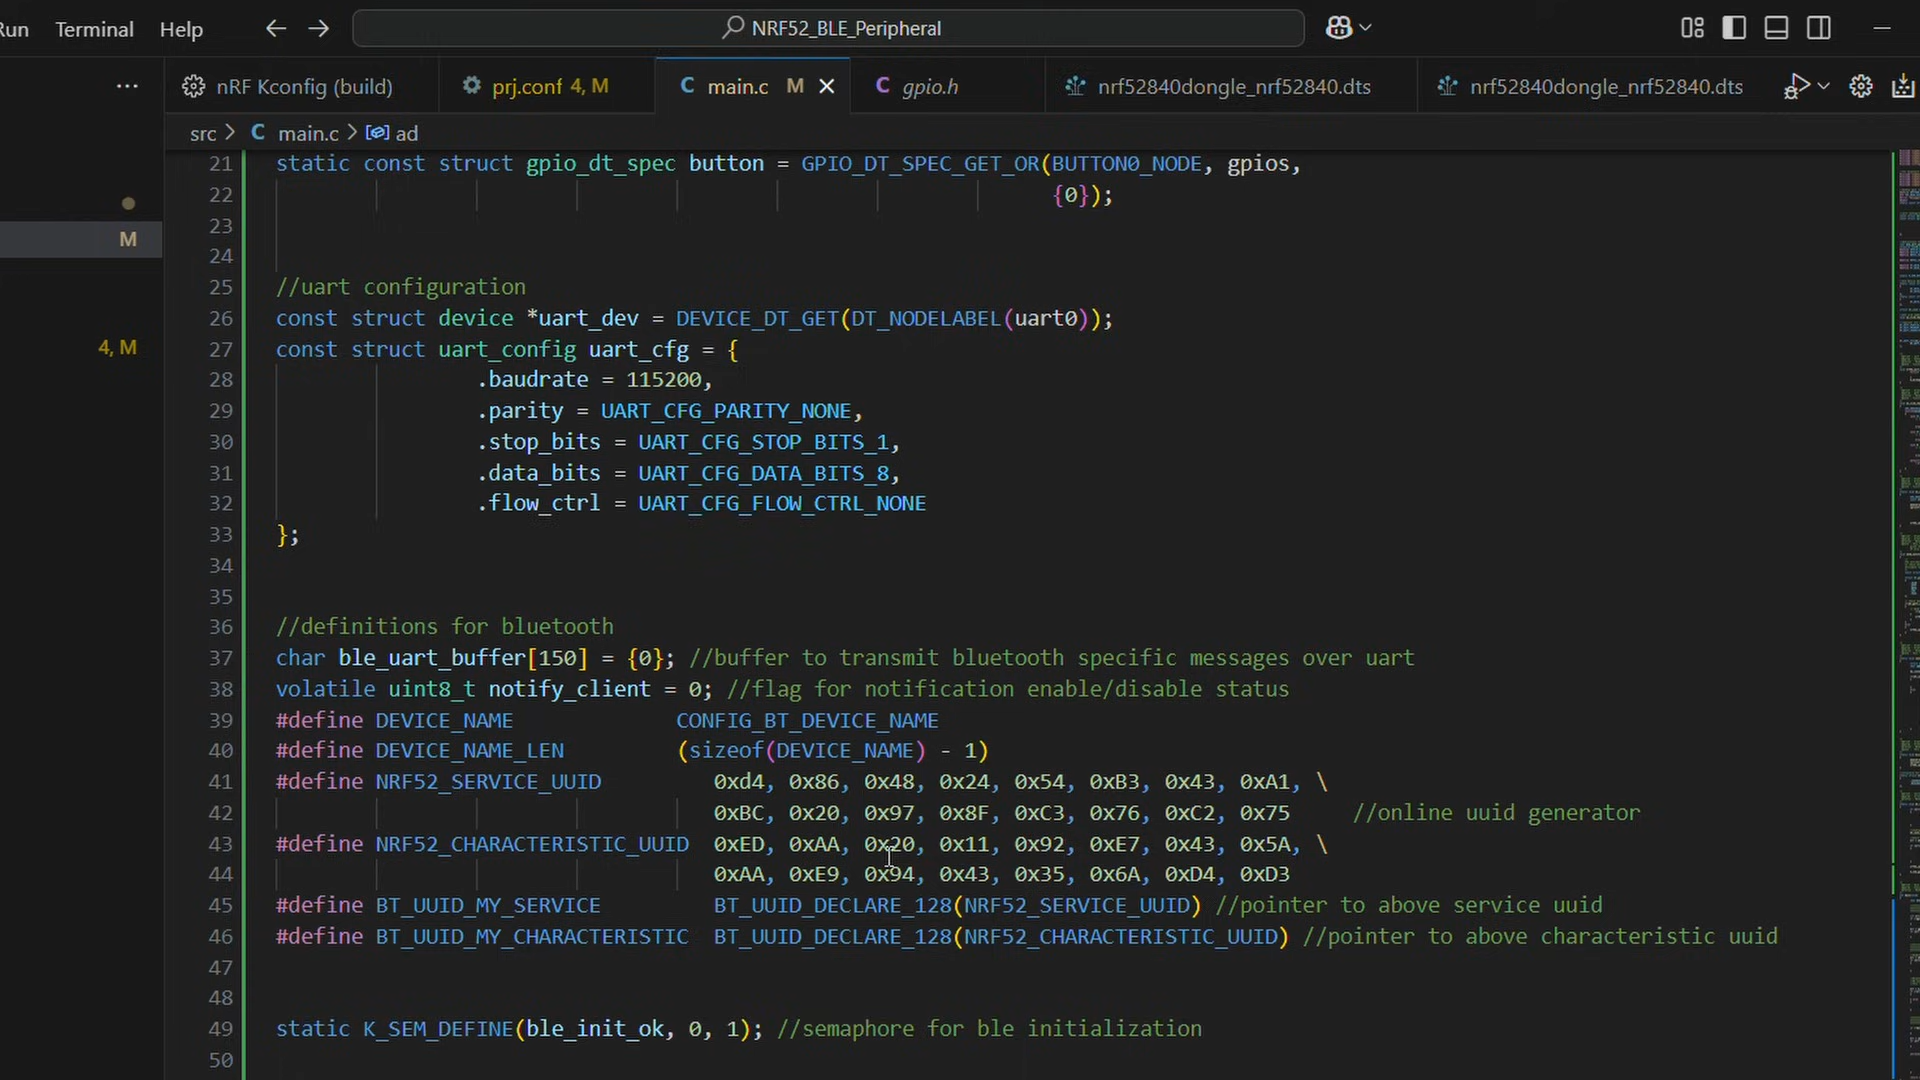 Run Terminal Help NRF52_BLE_Peripheral
nRF Kconfig (build) prj.conf 4, M main.c M gpio.h nrf52840dongle_nrf52840.dts nrf52840dongle_nrf52840.dts
src > C main.c > ad
M
4, M
21 static const struct gpio_dt_spec button = GPIO_DT_SPEC_GET_OR(BUTTON0_NODE, gpios,
22 {0});
23
24
25 //uart configuration
26 const struct device *uart_dev = DEVICE_DT_GET(DT_NODELABEL(uart0));
27 const struct uart_config uart_cfg = {
28 .baudrate = 115200,
29 .parity = UART_CFG_PARITY_NONE,
30 .stop_bits = UART_CFG_STOP_BITS_1,
31 .data_bits = UART_CFG_DATA_BITS_8,
32 .flow_ctrl = UART_CFG_FLOW_CTRL_NONE
33 };
34
35
36 //definitions for bluetooth
37 char ble_uart_buffer[150] = {0}; //buffer to transmit bluetooth specific messages over uart
38 volatile uint8_t notify_client = 0; //flag for notification enable/disable status
39 #define DEVICE_NAME CONFIG_BT_DEVICE_NAME
40 #define DEVICE_NAME_LEN (sizeof(DEVICE_NAME) - 1)
41 #define NRF52_SERVICE_UUID 0xd4, 0x86, 0x48, 0x24, 0x54, 0xB3, 0x43, 0xA1, \
42 0xBC, 0x20, 0x97, 0x8F, 0xC3, 0x76, 0xC2, 0x75 //online uuid generator
43 #define NRF52_CHARACTERISTIC_UUID 0xED, 0xAA, 0x20, 0x11, 0x92, 0xE7, 0x43, 0x5A, \
44 0xAA, 0xE9, 0x94, 0x43, 0x35, 0x6A, 0xD4, 0xD3
45 #define BT_UUID_MY_SERVICE BT_UUID_DECLARE_128(NRF52_SERVICE_UUID) //pointer to above service uuid
46 #define BT_UUID_MY_CHARACTERISTIC BT_UUID_DECLARE_128(NRF52_CHARACTERISTIC_UUID) //pointer to above characteristic uuid
47
48
49 static K_SEM_DEFINE(ble_init_ok, 0, 1); //semaphore for ble initialization
50